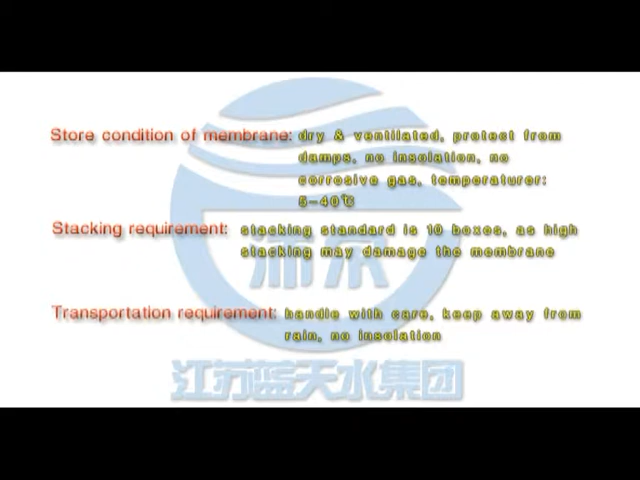 Store condition of membrane: dry & ventilated, protect from
damps, no insolation, no
corrosive gas, temperaturer:
5-40℃
Stacking requirement: stacking standard is 10 boxes, as high
stacking may damage the membrane
沛尔
Transportation requirement: handle with care, keep away from
rain, no insolation
江苏蓝天水集团